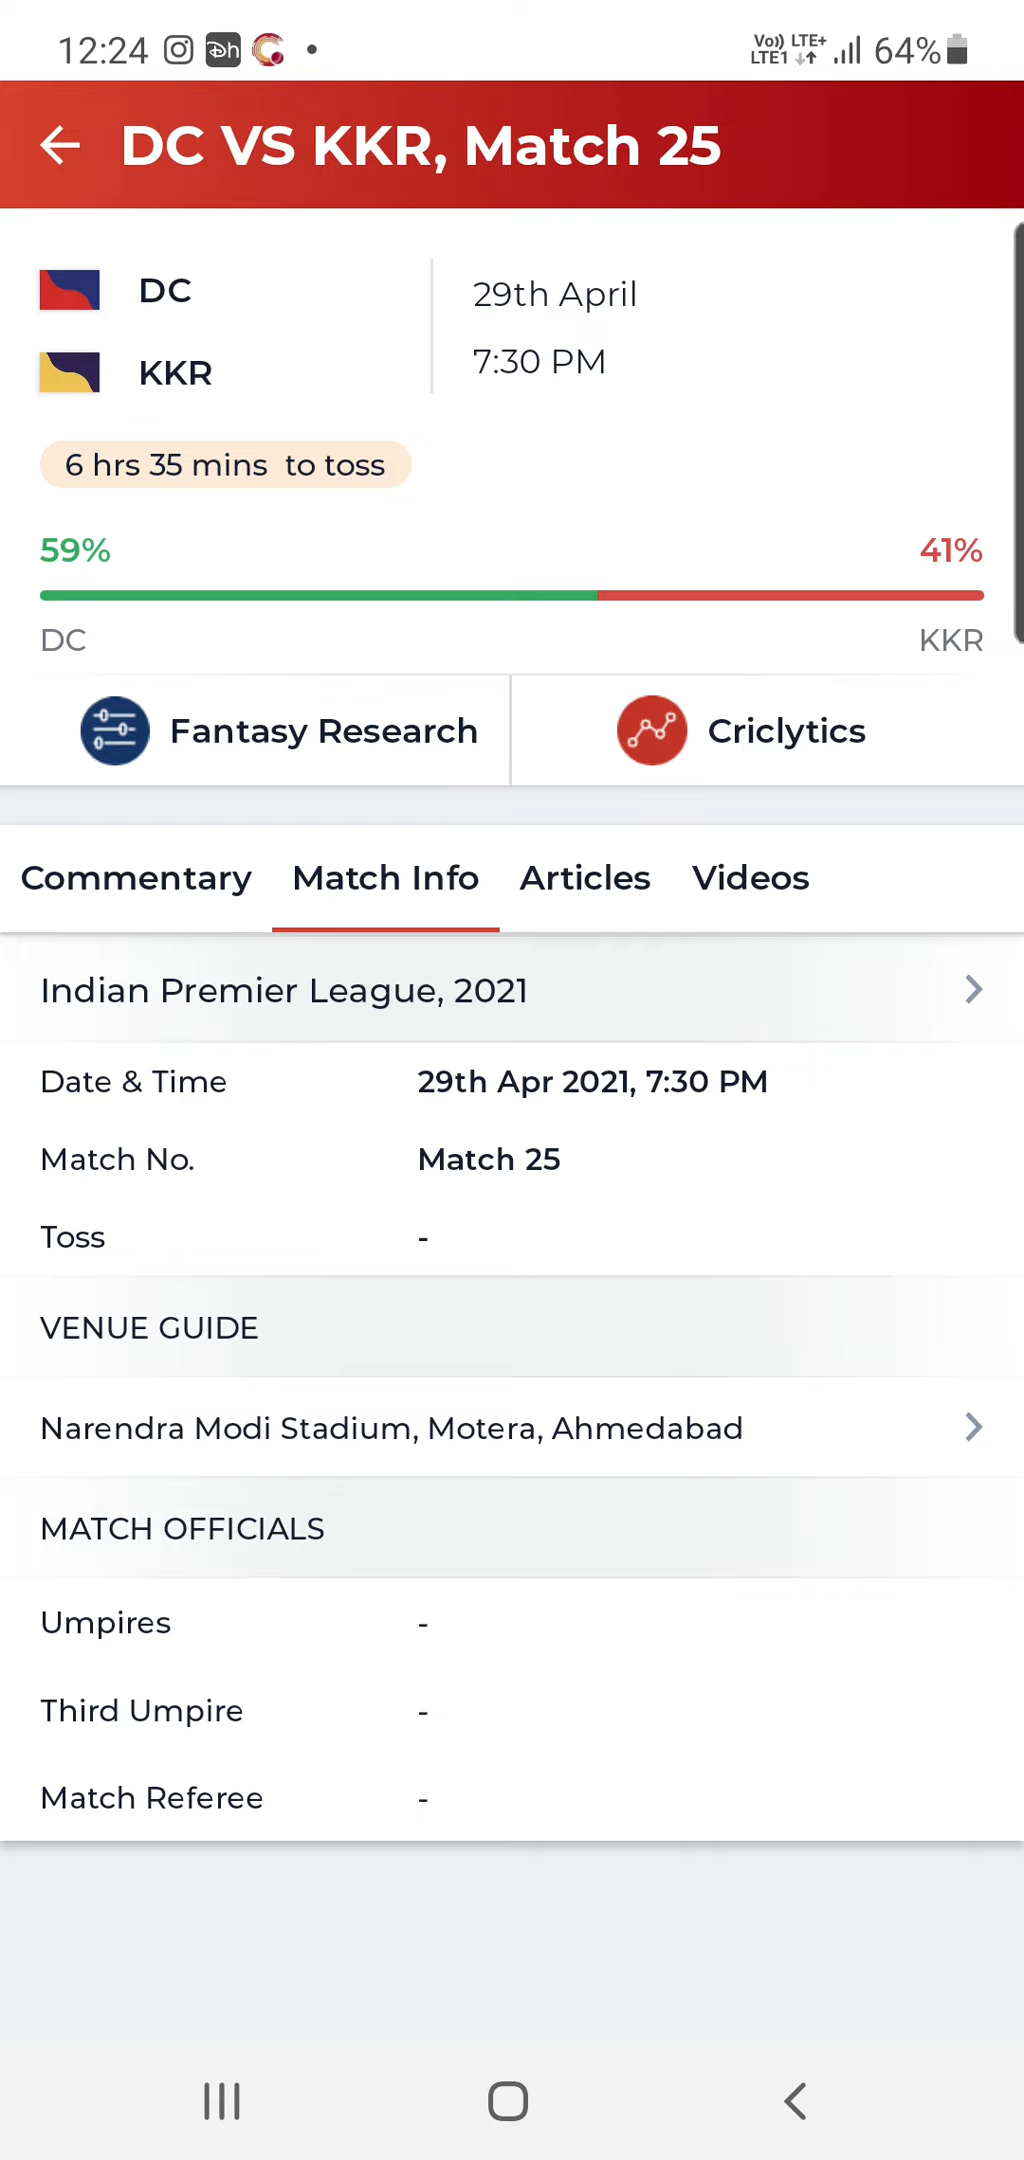 12:24 Dh Vo)) LTE+ LTE1 64%
DC VS KKR, Match 25
DC
29th April
KKR
7:30 PM
6 hrs 35 mins to toss
59% 41%
DC KKR
Fantasy Research Criclytics
Commentary Match Info Articles Videos
Indian Premier League, 2021
Date & Time 29th Apr 2021, 7:30 PM
Match No. Match 25
Toss -
VENUE GUIDE
Narendra Modi Stadium, Motera, Ahmedabad
MATCH OFFICIALS
Umpires -
Third Umpire -
Match Referee -